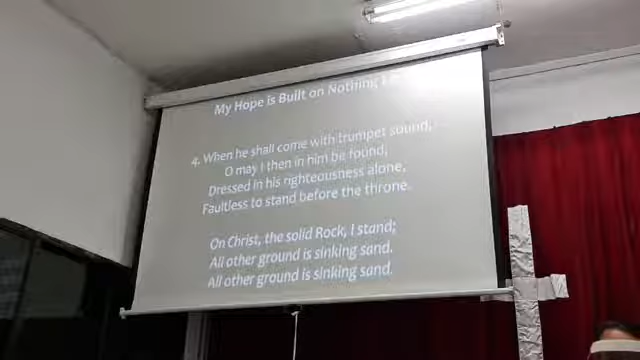 My Hope is Built on Nothing
4. When he shall come with trumpet sound,
O may I then in him be found,
Dressed in his righteousness alone,
Faultless to stand before the throne.
On Christ, the solid Rock, I stand;
All other ground is sinking sand.
All other ground is sinking sand.